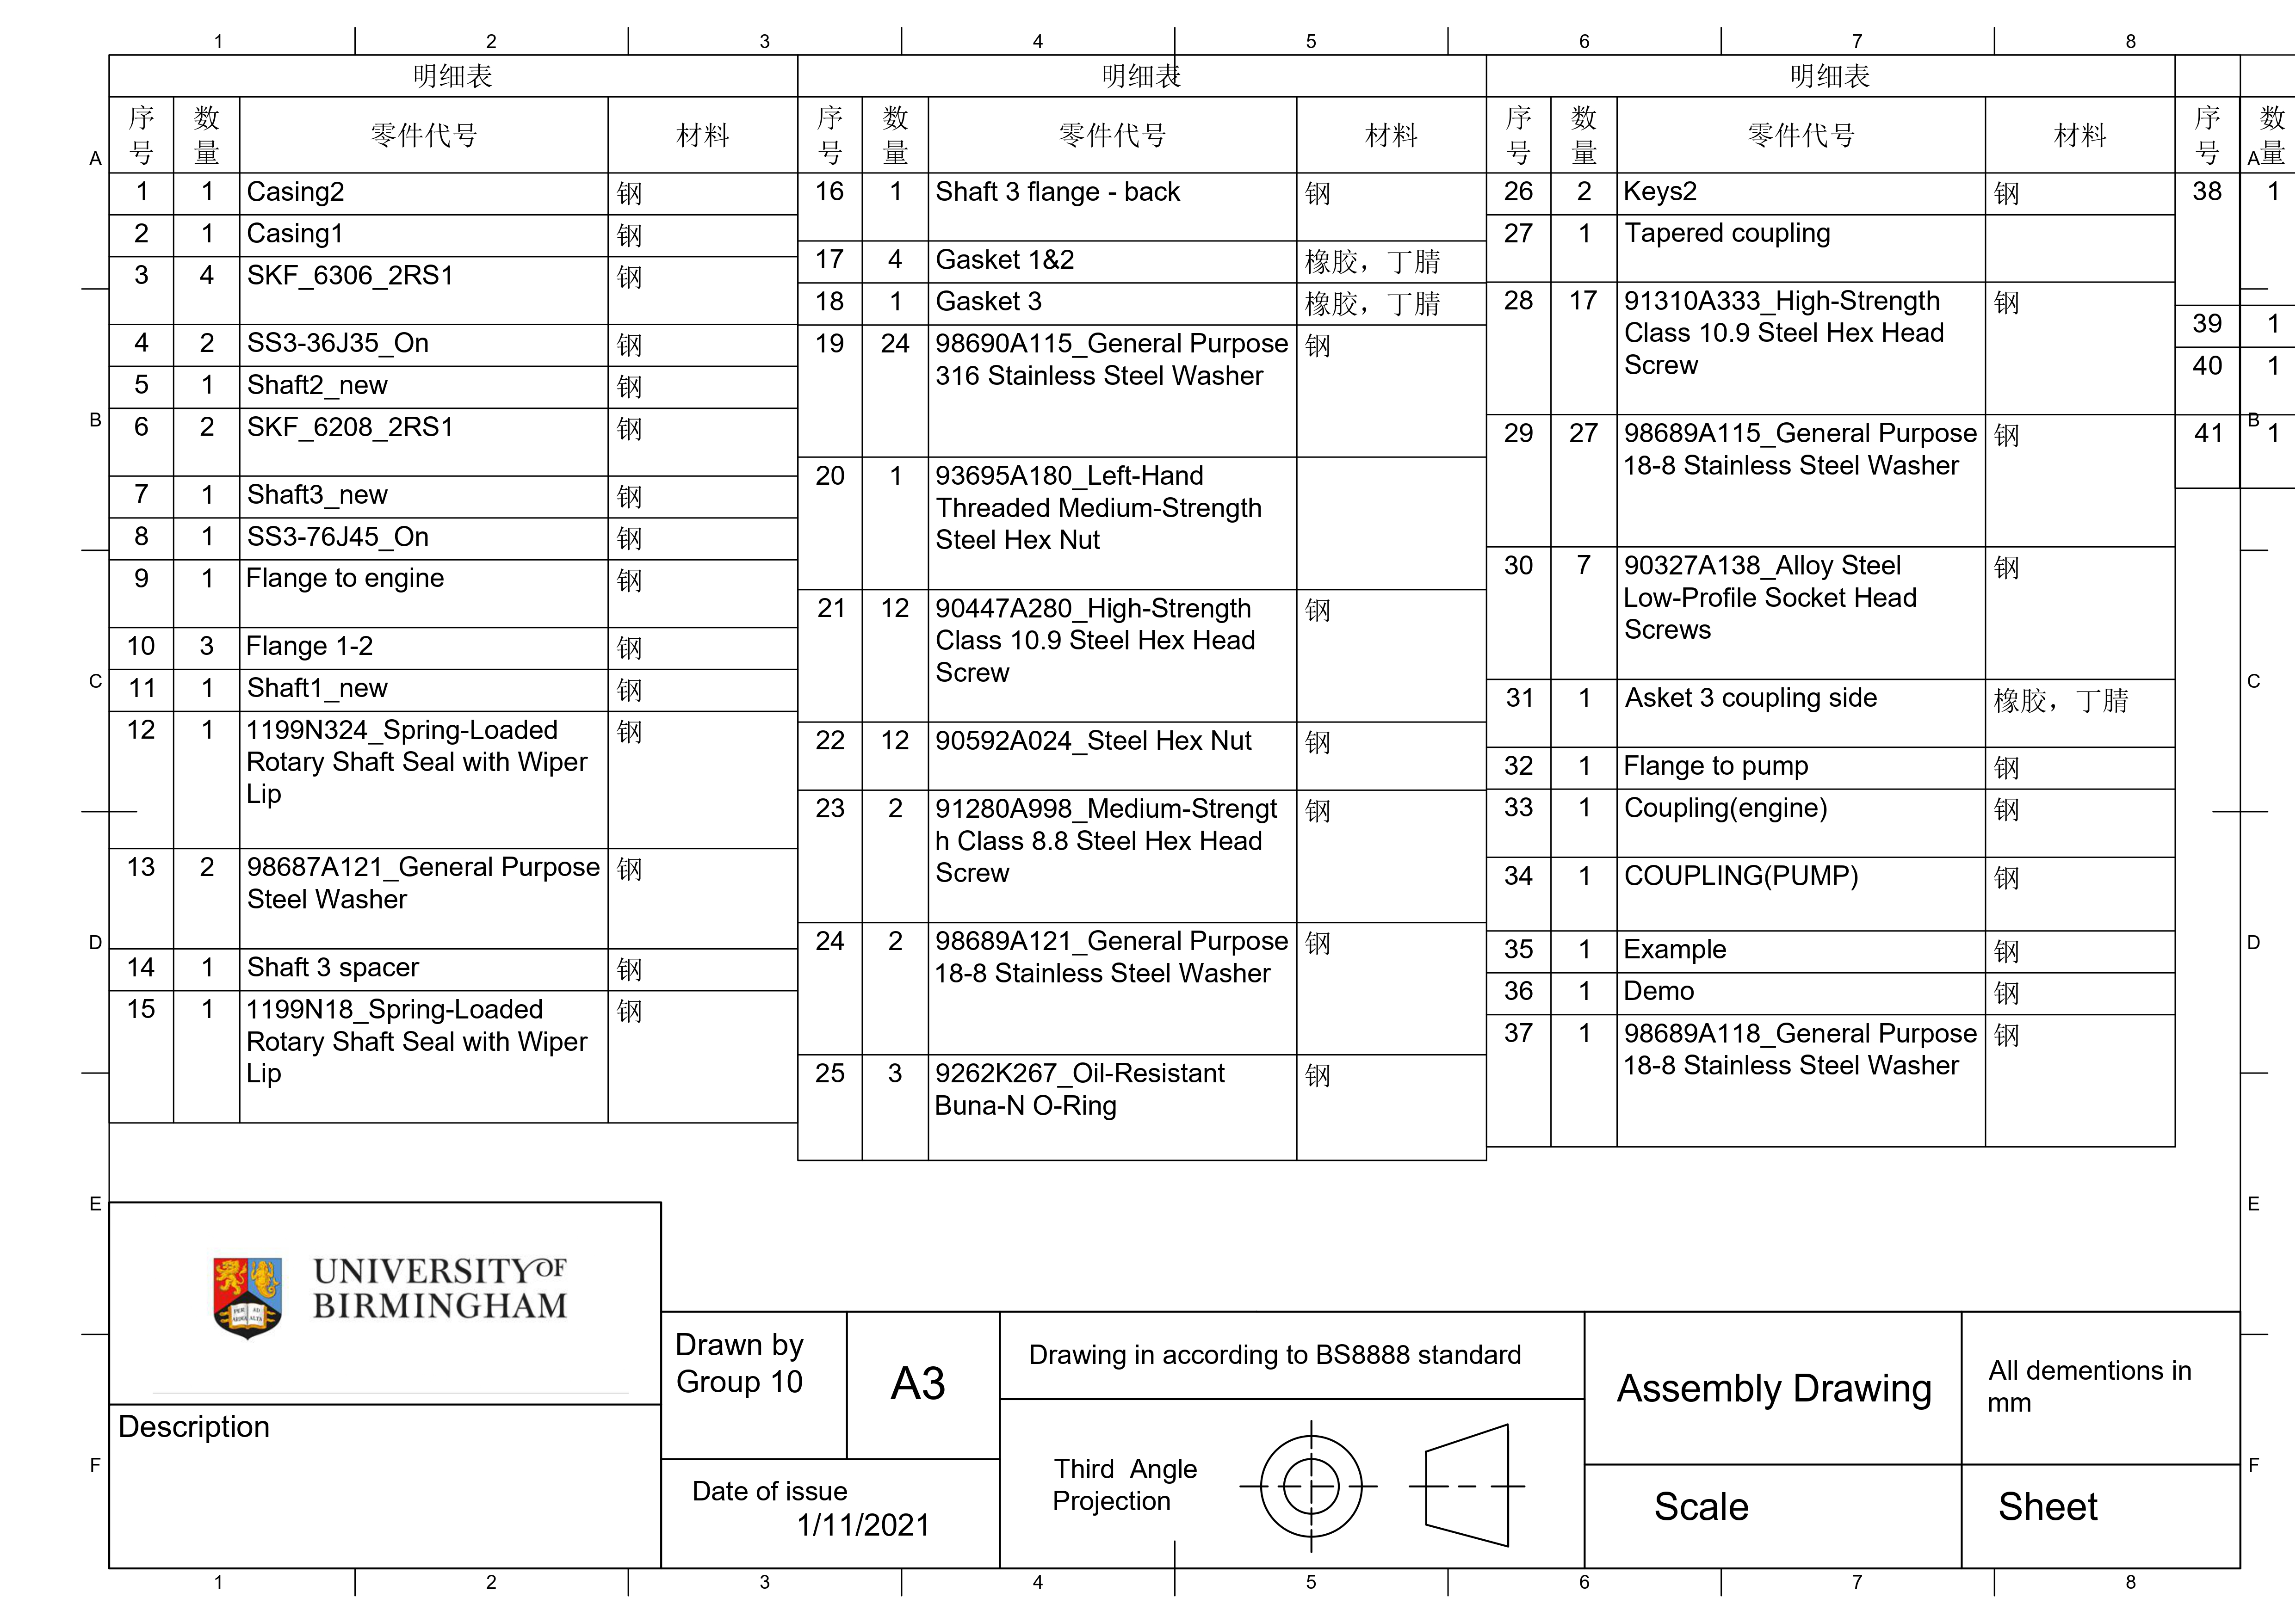 1 2 3 4 5 6 7 8
明细表
序号 数量 零件代号 材料
1 1 Casing2 钢
2 1 Casing1 钢
3 4 SKF_6306_2RS1 钢
4 2 SS3-36J35_On 钢
5 1 Shaft2_new 钢
6 2 SKF_6208_2RS1 钢
7 1 Shaft3_new 钢
8 1 SS3-76J45_On 钢
9 1 Flange to engine 钢
10 3 Flange 1-2 钢
11 1 Shaft1_new 钢
12 1 1199N324_Spring-Loaded 钢
Rotary Shaft Seal with Wiper
Lip
13 2 98687A121_General Purpose 钢
Steel Washer
14 1 Shaft 3 spacer 钢
15 1 1199N18_Spring-Loaded 钢
Rotary Shaft Seal with Wiper
Lip
明细表
序号 数量 零件代号 材料
16 1 Shaft 3 flange - back 钢
17 4 Gasket 1&2 橡胶，丁腈
18 1 Gasket 3 橡胶，丁腈
19 24 98690A115_General Purpose 钢
316 Stainless Steel Washer
20 1 93695A180_Left-Hand
Threaded Medium-Strength
Steel Hex Nut
21 12 90447A280_High-Strength 钢
Class 10.9 Steel Hex Head
Screw
22 12 90592A024_Steel Hex Nut 钢
23 2 91280A998_Medium-Strengt 钢
h Class 8.8 Steel Hex Head
Screw
24 2 98689A121_General Purpose 钢
18-8 Stainless Steel Washer
25 3 9262K267_Oil-Resistant 钢
Buna-N O-Ring
明细表
序号 数量 零件代号 材料
26 2 Keys2 钢
27 1 Tapered coupling
28 17 91310A333_High-Strength 钢
Class 10.9 Steel Hex Head
Screw
29 27 98689A115_General Purpose 钢
18-8 Stainless Steel Washer
30 7 90327A138_Alloy Steel 钢
Low-Profile Socket Head
Screws
31 1 Asket 3 coupling side 橡胶，丁腈
32 1 Flange to pump 钢
33 1 Coupling(engine) 钢
34 1 COUPLING(PUMP) 钢
35 1 Example 钢
36 1 Demo 钢
37 1 98689A118_General Purpose 钢
18-8 Stainless Steel Washer
序号 数量
38 1
39 1
40 1
41 1
A A
B B
C C
D D
E E
F F
UNIVERSITY OF
BIRMINGHAM
PER AD
ARDUA ALTA
Description
Drawn by
Group 10
A3
Date of issue
1/11/2021
Drawing in according to BS8888 standard
Third Angle
Projection
Assembly Drawing
All dementions in
mm
Scale
Sheet
1 2 3 4 5 6 7 8